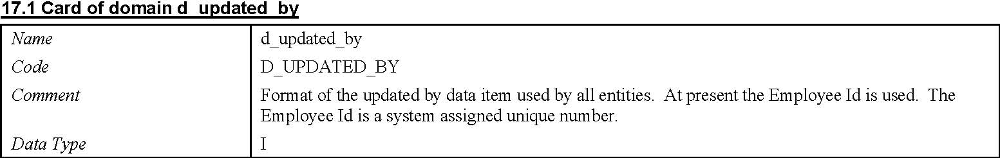 17.1 Card of domain d_updated_by
Name d_updated_by
Code D_UPDATED_BY
Comment Format of the updated by data item used by all entities.  At present the Employee Id is used.  The
Employee Id is a system assigned unique number.
Data Type I